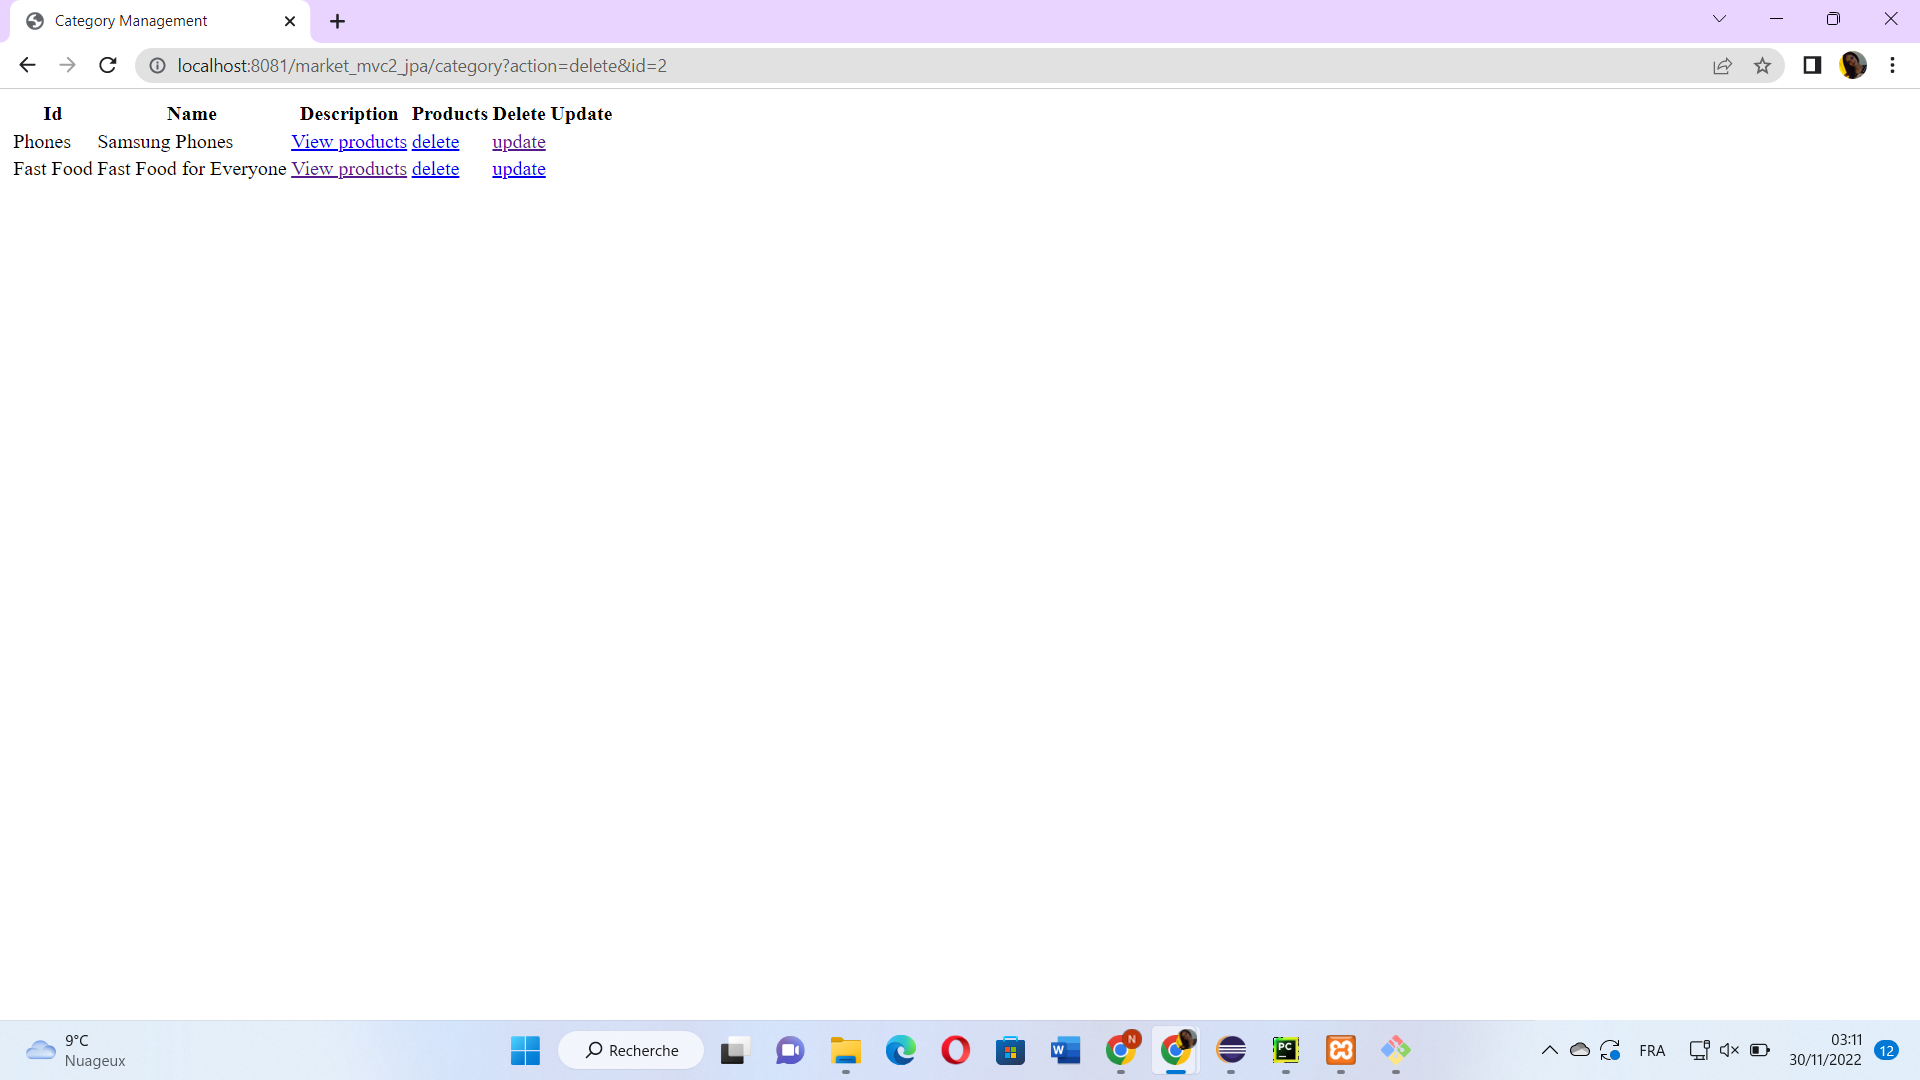 Category Management
localhost:8081/market_mvc2_jpa/category?action=delete&id=2
Id Name Description Products Delete Update
Phones Samsung Phones View products delete update
Fast Food Fast Food for Everyone View products delete update
9°C
Nuageux
Recherche
W
N
PC
FRA
03:11
30/11/2022
12